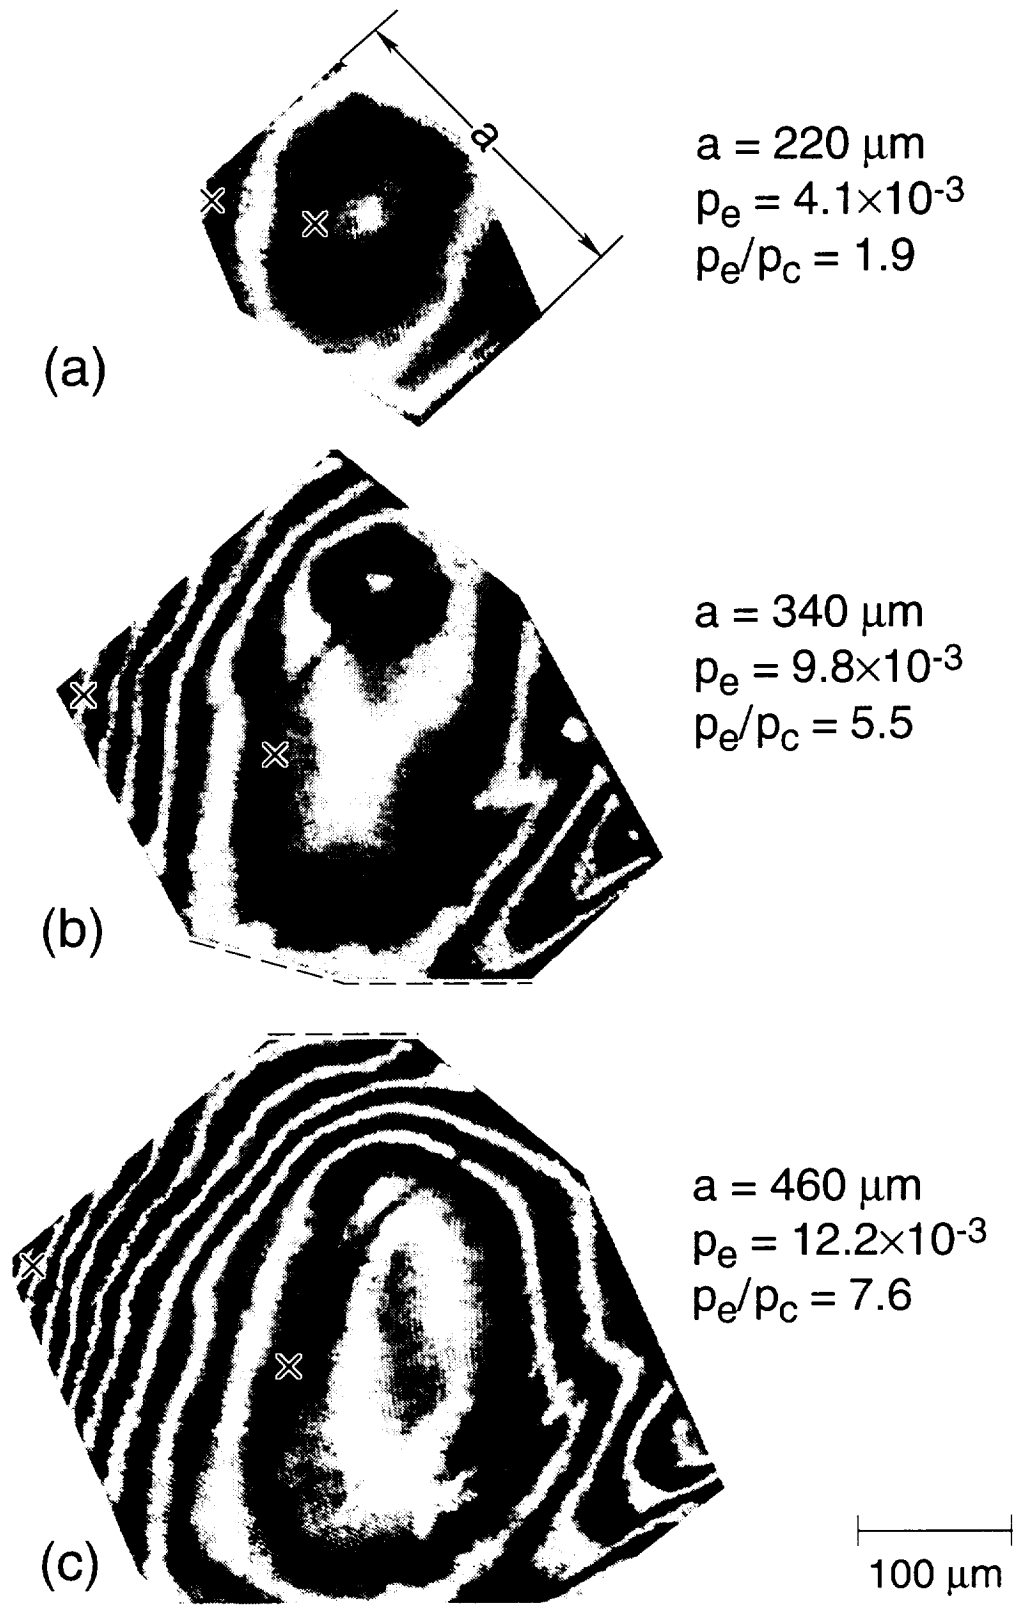 a
a = 220 μm
pe = 4.1×10-3
pe/pc = 1.9
(a)
a = 340 μm
pe = 9.8×10-3
pe/pc = 5.5
(b)
a = 460 μm
pe = 12.2×10-3
pe/pc = 7.6
(c)
100 μm